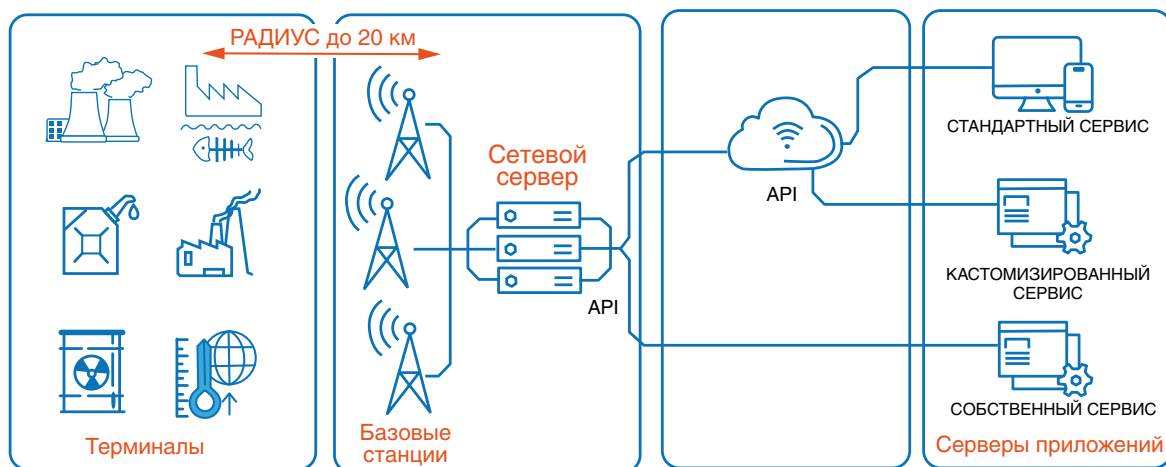 РАДИУС до 20 км
Сетевой
сервер
API
API
СТАНДАРТНЫЙ СЕРВИС
КАСТОМИЗИРОВАННЫЙ
СЕРВИС
СОБСТВЕННЫЙ СЕРВИС
Терминалы
Базовые
станции
Серверы приложений